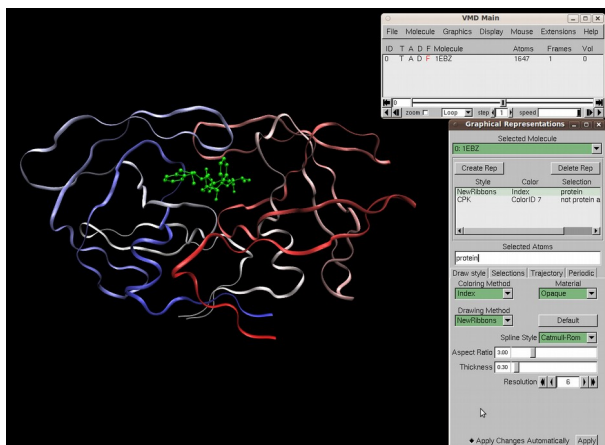 VMD Main
File Molecule Graphics Display Mouse Extensions Help
ID T A D F Molecule Atoms Frames Vol
0 T A D F 1EBZ 1647 1 0
0
zoom Loop step 1 speed
Graphical Representations
Selected Molecule
0: 1EBZ
Create Rep Delete Rep
Style Color Selection
NewRibbons Index protein
CPK ColorID 7 not protein a
Selected Atoms
protein
Draw style Selections Trajectory Periodic
Coloring Method Material
Index Opaque
Drawing Method
NewRibbons Default
Spline Style Catmull-Rom
Aspect Ratio 3.00
Thickness 0.30
Resolution 6
Apply Changes Automatically Apply